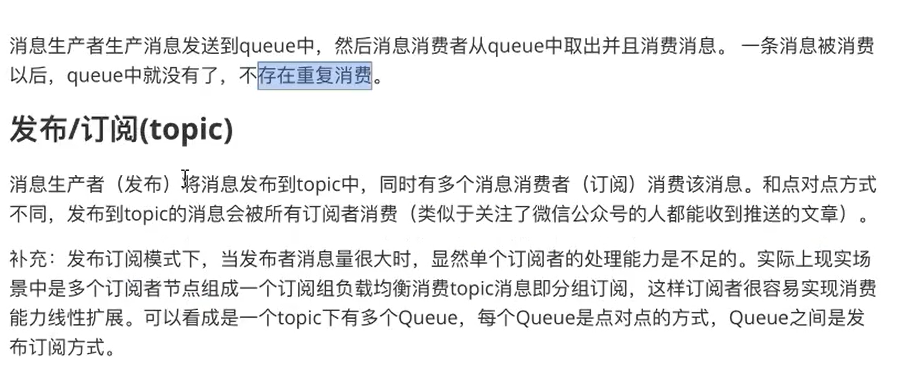 消息生产者生产消息发送到queue中，然后消息消费者从queue中取出并且消费消息。 一条消息被消费
以后，queue中就没有了，不存在重复消费。
发布/订阅(topic)
消息生产者（发布）将消息发布到topic中，同时有多个消息消费者（订阅）消费该消息。和点对点方式
不同，发布到topic的消息会被所有订阅者消费（类似于关注了微信公众号的人都能收到推送的文章）。
补充：发布订阅模式下，当发布者消息量很大时，显然单个订阅者的处理能力是不足的。实际上现实场
景中是多个订阅者节点组成一个订阅组负载均衡消费topic消息即分组订阅，这样订阅者很容易实现消费
能力线性扩展。可以看成是一个topic下有多个Queue，每个Queue是点对点的方式，Queue之间是发
布订阅方式。